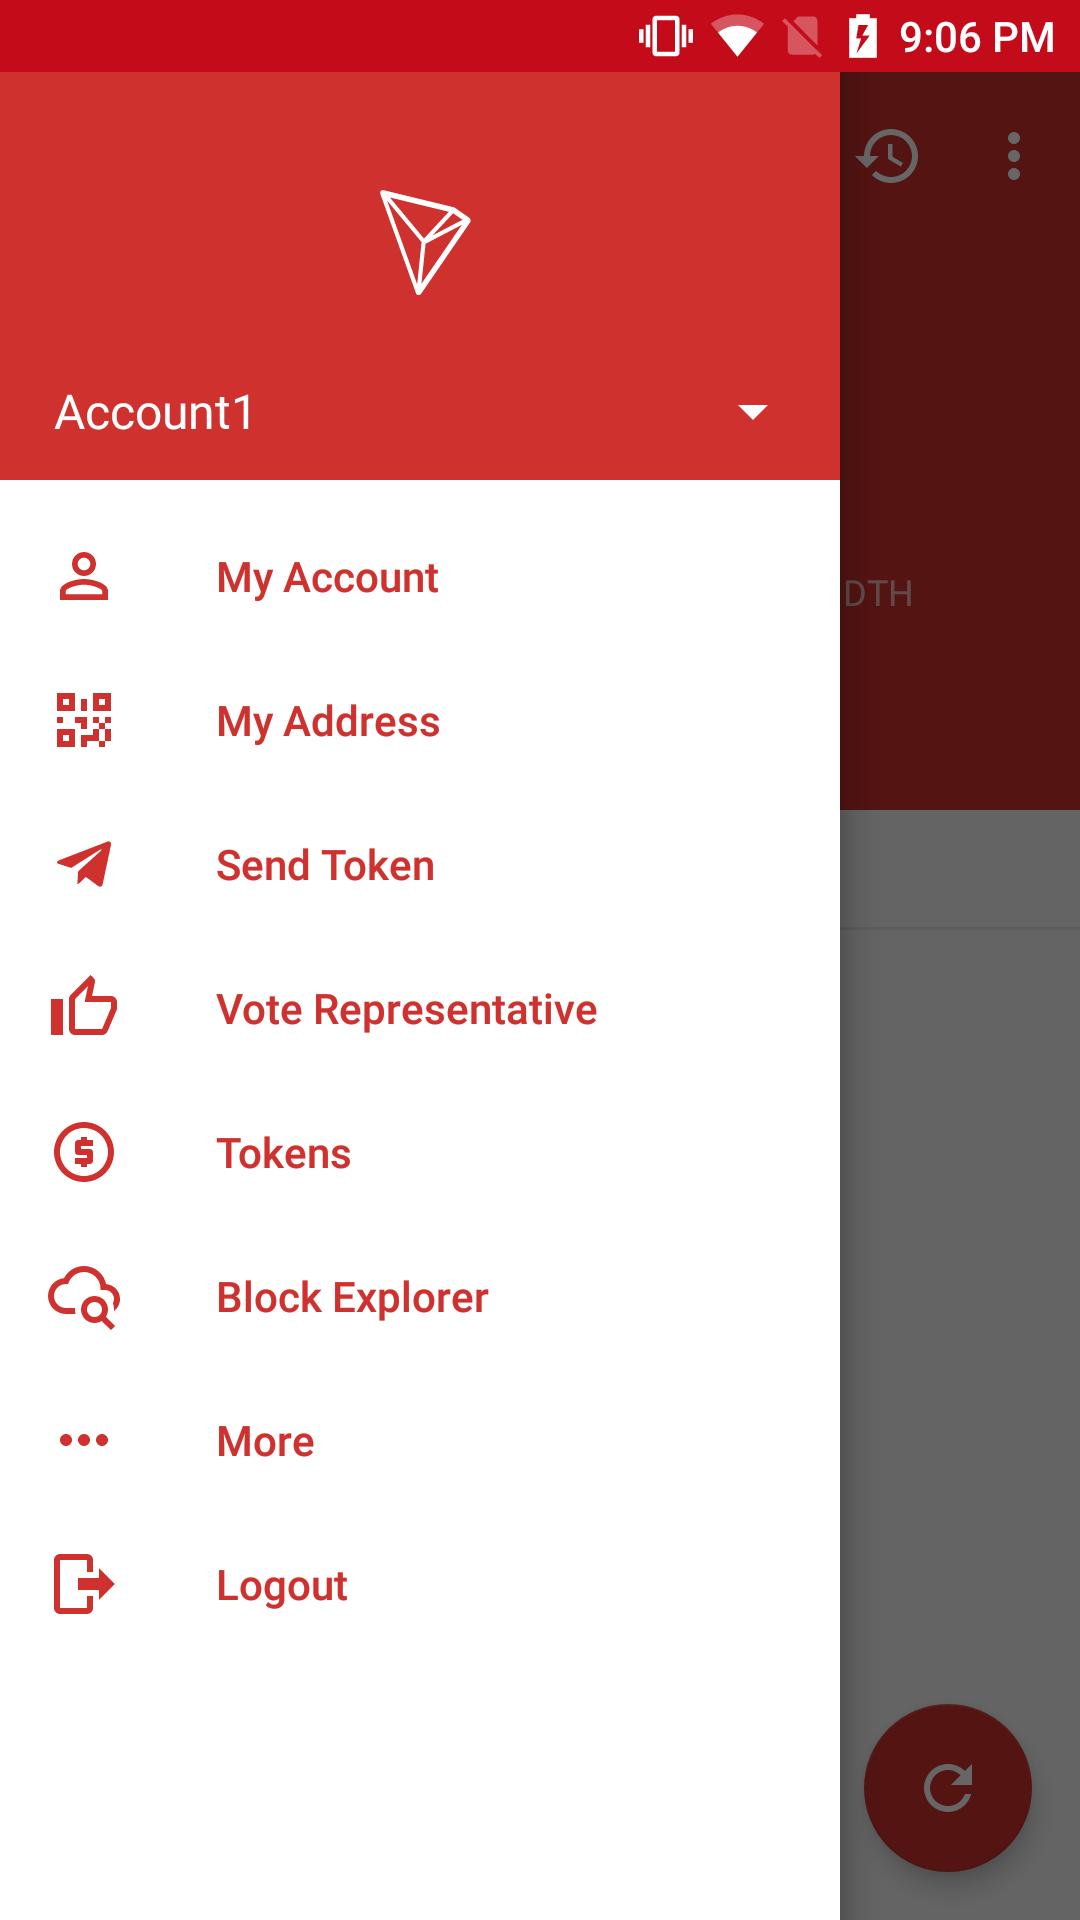 9:06 PM
Account1
My Account
DTH
My Address
Send Token
Vote Representative
Tokens
Block Explorer
More
Logout